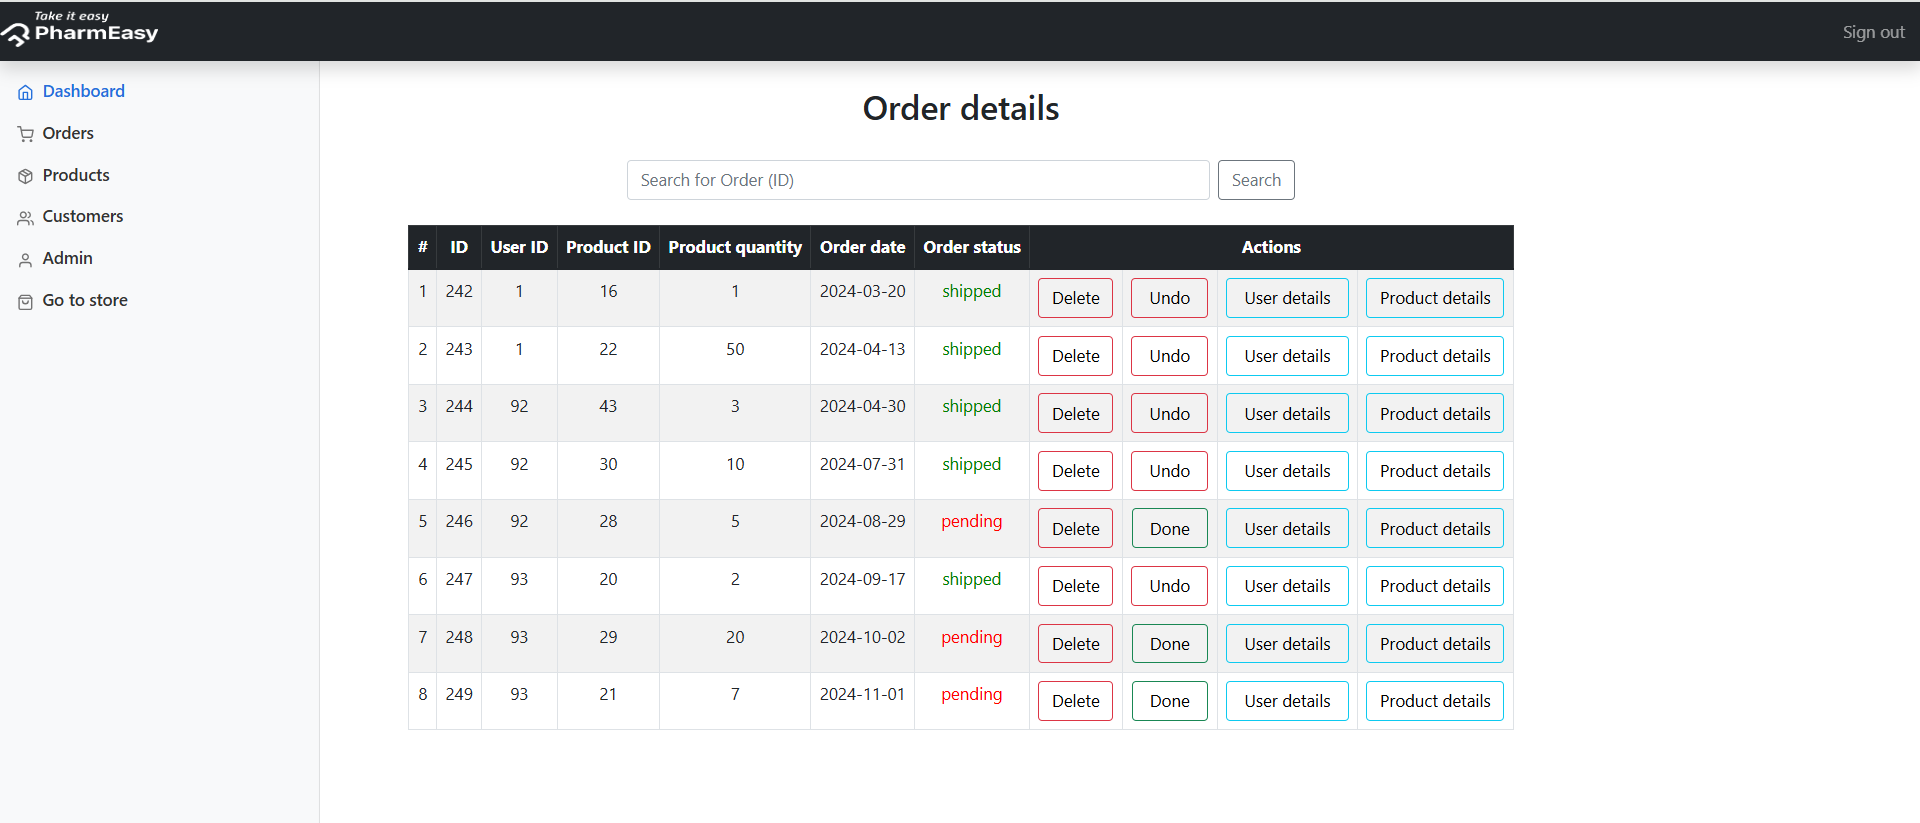 Take it easy
PharmEasy
Sign out
Dashboard
Orders
Products
Customers
Admin
Go to store
Order details
Search for Order (ID) Search
# ID User ID Product ID Product quantity Order date Order status Actions
1 242 1 16 1 2024-03-20 shipped Delete Undo User details Product details
2 243 1 22 50 2024-04-13 shipped Delete Undo User details Product details
3 244 92 43 3 2024-04-30 shipped Delete Undo User details Product details
4 245 92 30 10 2024-07-31 shipped Delete Undo User details Product details
5 246 92 28 5 2024-08-29 pending Delete Done User details Product details
6 247 93 20 2 2024-09-17 shipped Delete Undo User details Product details
7 248 93 29 20 2024-10-02 pending Delete Done User details Product details
8 249 93 21 7 2024-11-01 pending Delete Done User details Product details